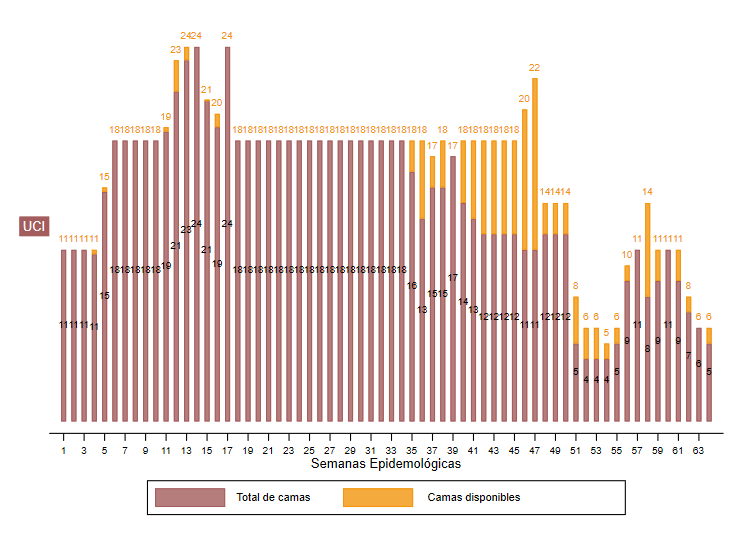 11 11 11 11 15 18 18 18 18 18 19 23 24 24 21 20 24 18 18 18 18 18 18 18 18 18 18 18 18 18 18 18 18 18 18 18 17 18 17 18 18 18 18 18 18 20 22 14 14 14 8 6 6 5 6 10 11 14 11 11 11 8 6 6
UCI
11 11 11 11 15 18 18 18 18 18 19 21 23 24 21 19 24 18 18 18 18 18 18 18 18 18 18 18 18 18 18 18 18 18 16 13 15 15 17 14 13 12 12 12 12 11 11 12 12 12 5 4 4 4 5 9 11 8 9 11 9 7 6 5
1 3 5 7 9 11 13 15 17 19 21 23 25 27 29 31 33 35 37 39 41 43 45 47 49 51 53 55 57 59 61 63
Semanas Epidemológicas
Total de camas Camas disponibles